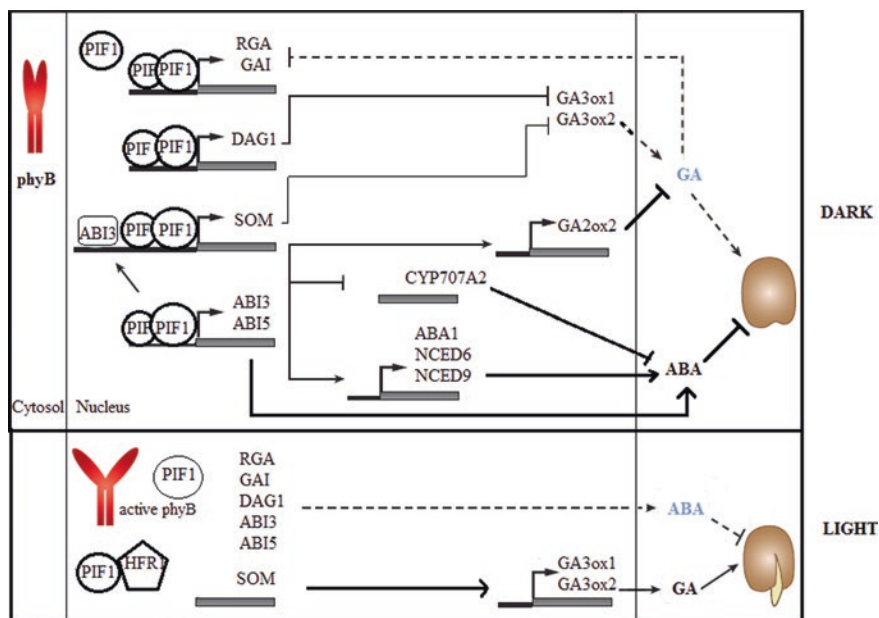 PIF1
RGA
GAI
PIF PIF1
phyB
DAG1
PIF PIF1
GA3ox1
GA3ox2
GA
DARK
SOM
ABI3 PIF PIF1
GA2ox2
CYP707A2
ABI3
ABI5
PIF PIF1
ABA1
NCED6
NCED9
ABA
Cytosol Nucleus
RGA
GAI
DAG1
ABI3
ABI5
PIF1
active phyB
ABA
LIGHT
PIF1 HFR1
SOM
GA3ox1
GA3ox2
GA